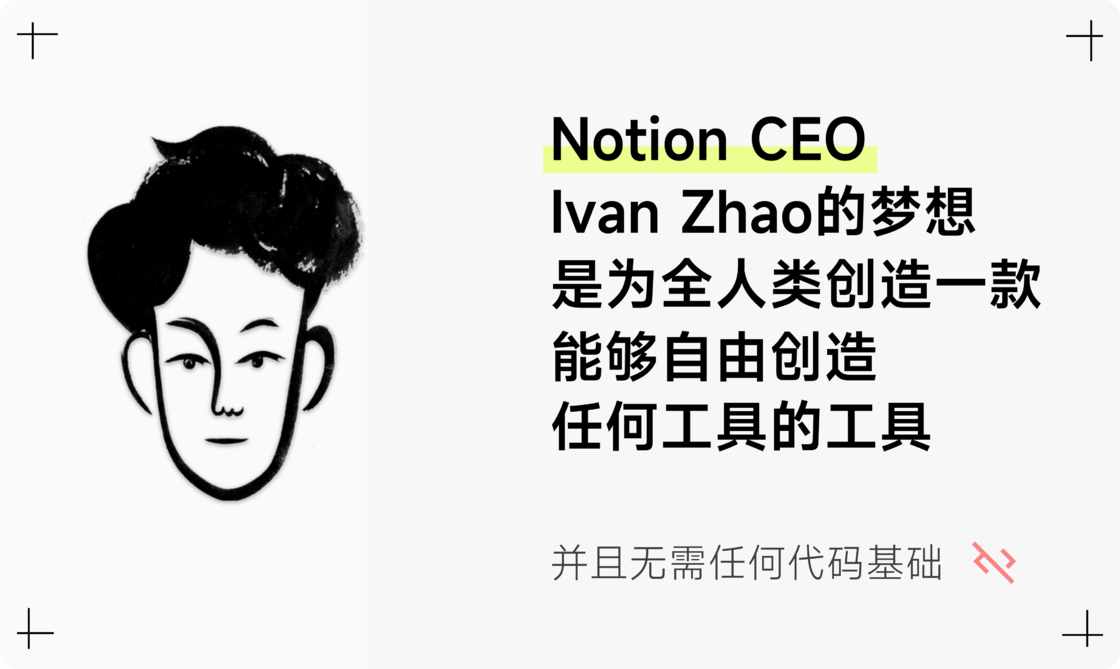 Notion CEO
Ivan Zhao的梦想
是为全人类创造一款
能够自由创造
任何工具的工具
并且无需任何代码基础